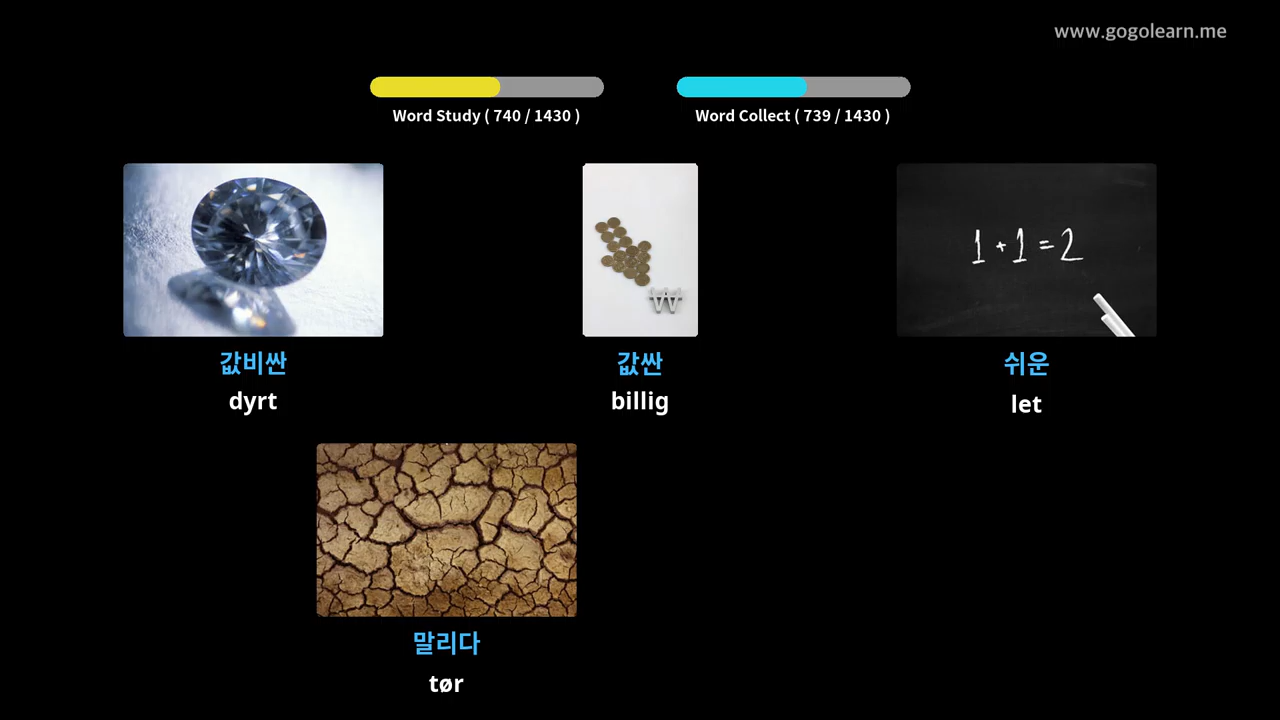 www.gogolearn.me
Word Study ( 740 / 1430 )
Word Collect ( 739 / 1430 )
1 + 1 = 2
₩
값비싼
dyrt
값싼
billig
쉬운
let
말리다
tør